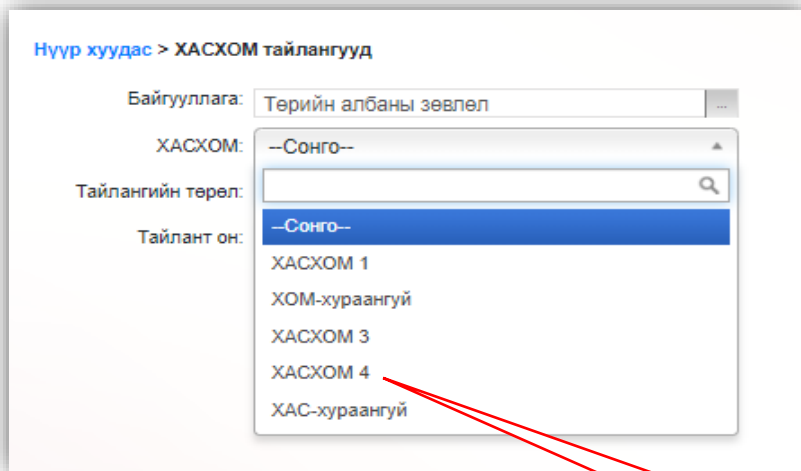 Нүүр хуудас > ХАСХОМ тайлангууд
Байгууллага: Төрийн албаны зөвлөл ...
ХАСХОМ: --Сонго--
Тайлангийн төрөл:
--Сонго--
Тайлант он:
ХАСХОМ 1
ХОМ-хураангуй
ХАСХОМ 3
ХАСХОМ 4
ХАС-хураангуй